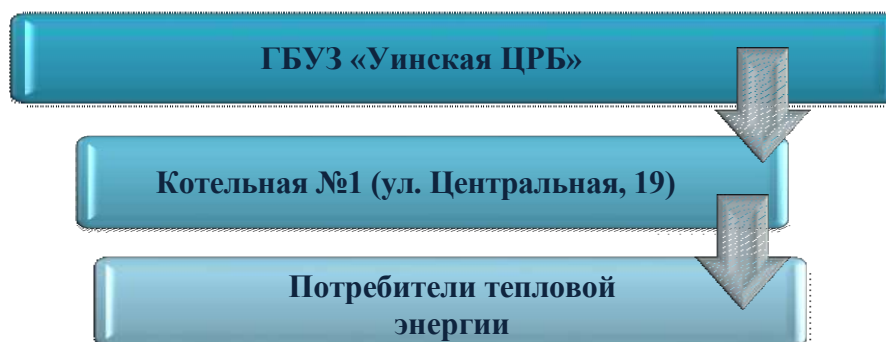 ГБУЗ «Уинская ЦРБ»
Котельная №1 (ул. Центральная, 19)
Потребители тепловой
энергии